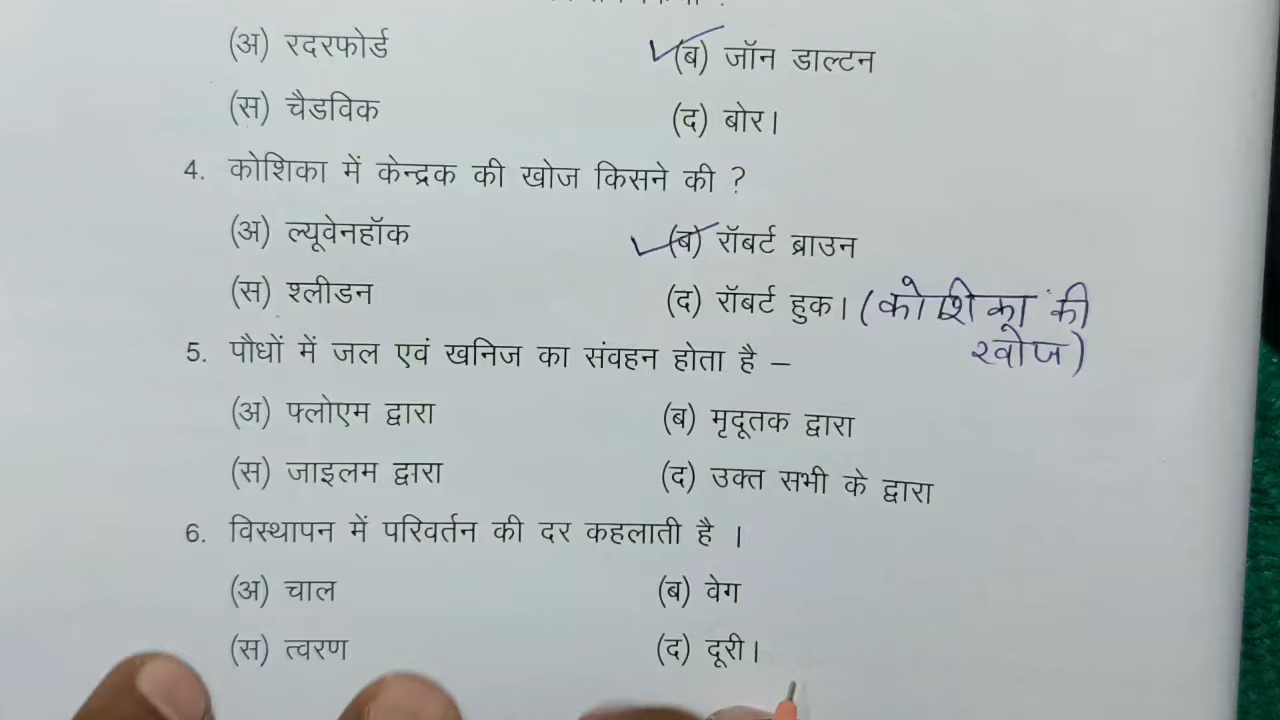 (अ) रदरफोर्ड (ब) जॉन डाल्टन
(स) चैडविक (द) बोर।
4. कोशिका में केन्द्रक की खोज किसने की ?
(अ) ल्यूवेनहॉक (ब) रॉबर्ट ब्राउन
(स) श्लीडन (द) रॉबर्ट हुक। (कोशिका की
खोज)
5. पौधों में जल एवं खनिज का संवहन होता है –
(अ) फ्लोएम द्वारा (ब) मृदूतक द्वारा
(स) जाइलम द्वारा (द) उक्त सभी के द्वारा
6. विस्थापन में परिवर्तन की दर कहलाती है ।
(अ) चाल (ब) वेग
(स) त्वरण (द) दूरी।